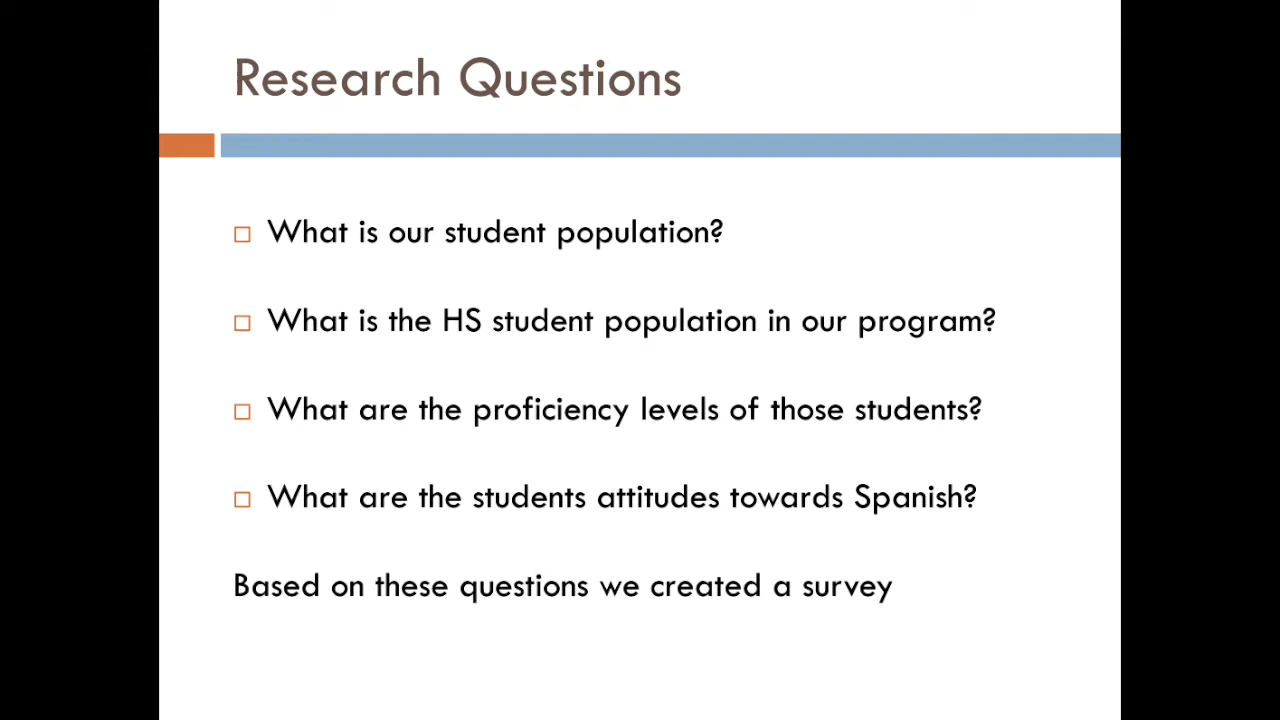 Research Questions
What is our student population?
What is the HS student population in our program?
What are the proficiency levels of those students?
What are the students attitudes towards Spanish?
Based on these questions we created a survey